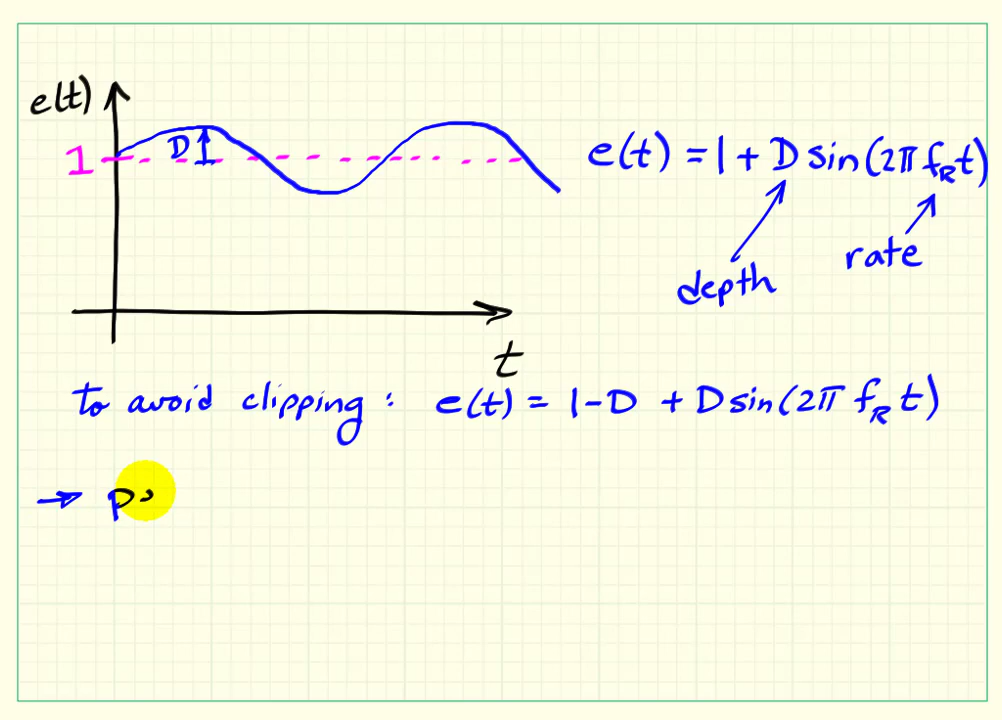 e(t)
1
D
e(t) = 1 + D sin(2π f_R t)
depth
rate
t
to avoid clipping : e(t) = 1-D + D sin(2π f_R t)
→